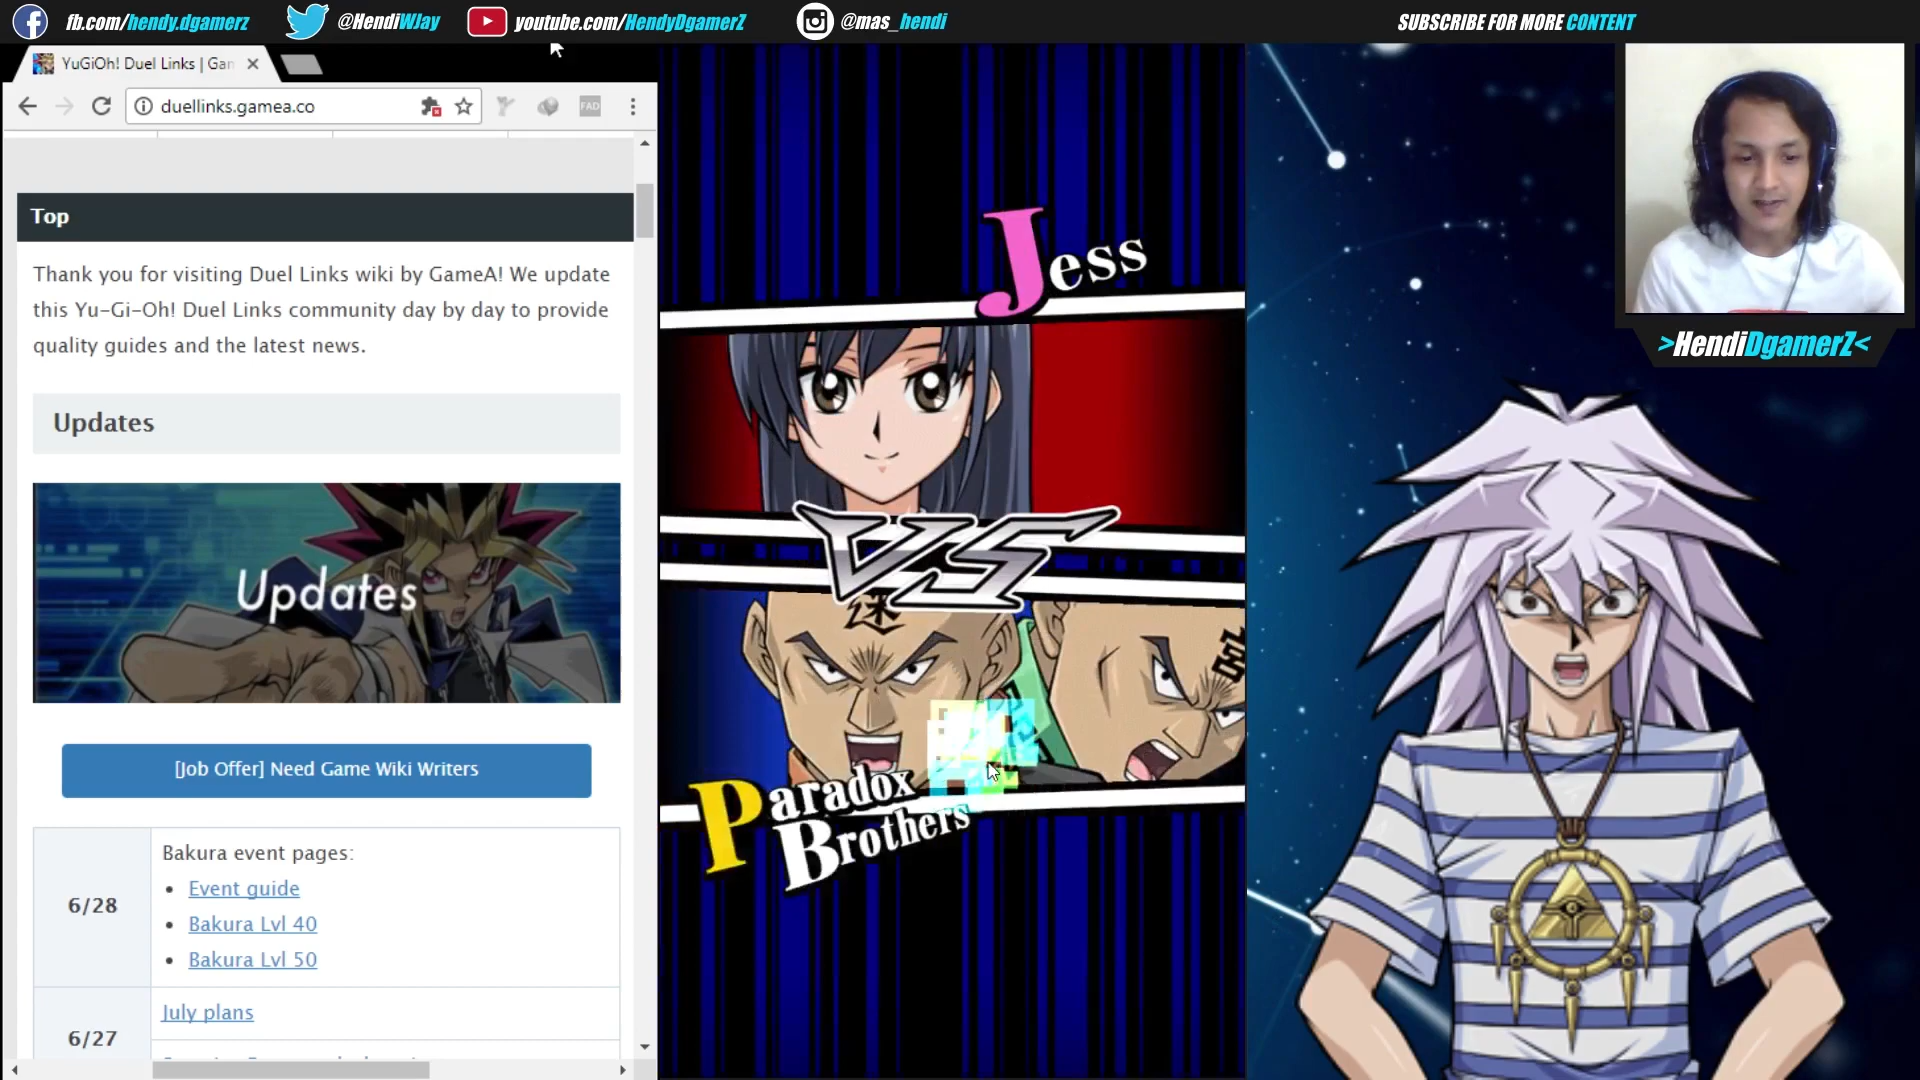 fb.com/hendy.dgamerz
@HendiWJay
youtube.com/HendyDgamerZ
@mas_hendi
SUBSCRIBE FOR MORE CONTENT
YuGiOh! Duel Links | Gam
duellinks.gamea.co
FAD
Top
Thank you for visiting Duel Links wiki by GameA! We update
this Yu-Gi-Oh! Duel Links community day by day to provide
quality guides and the latest news.
Updates
Updates
[Job Offer] Need Game Wiki Writers
6/28
Bakura event pages:
Event guide
Bakura Lvl 40
Bakura Lvl 50
6/27
July plans
Jess
VS
迷
宮
Paradox
Brothers
>HendiDgamerZ<